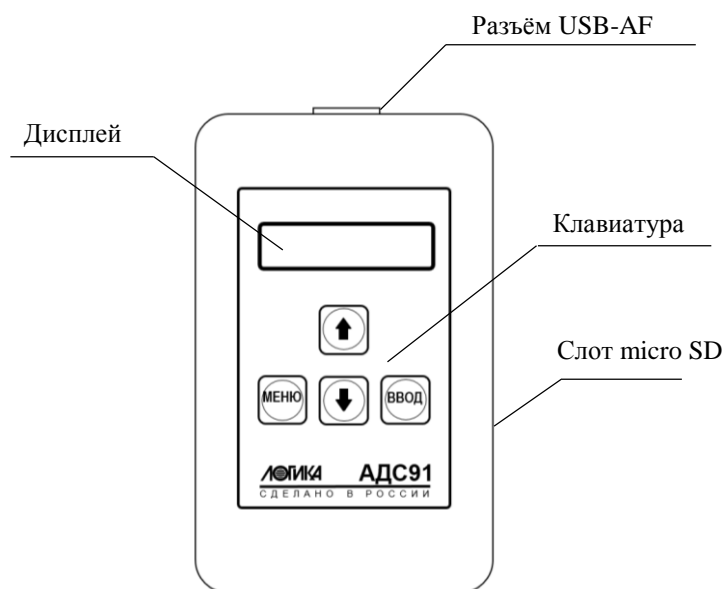 Разъём USB-AF
Дисплей
Клавиатура
Слот micro SD
МЕНЮ
ВВОД
ЛОГИКА АДС91
СДЕЛАНО В РОССИИ